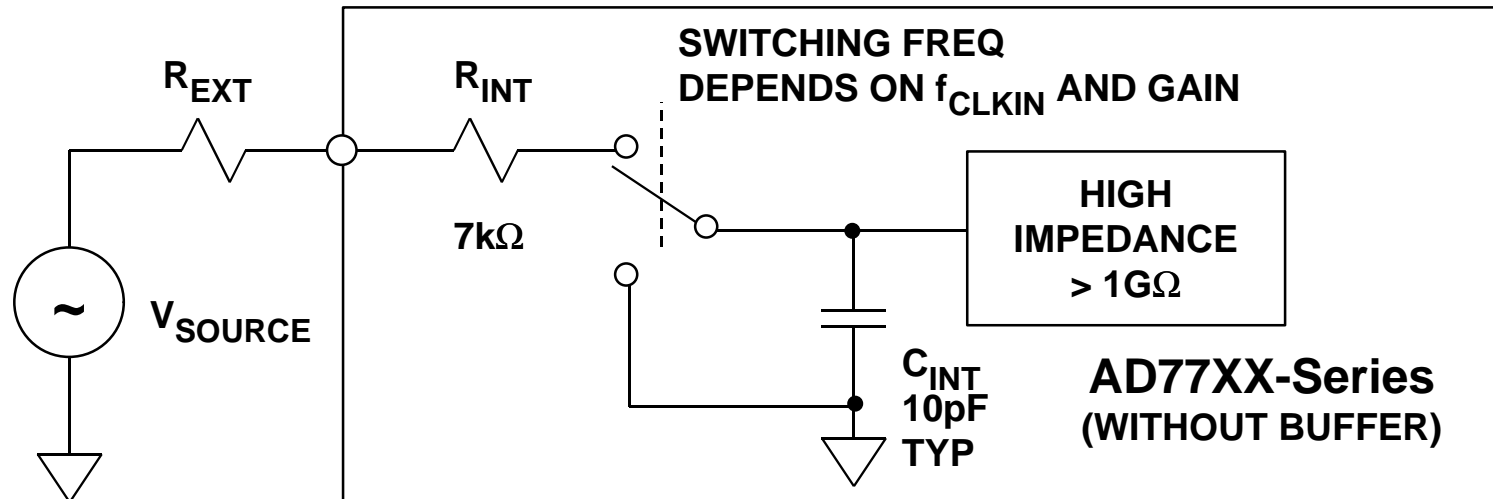 SWITCHING FREQ
DEPENDS ON fCLKIN AND GAIN
REXT
RINT
7kΩ
HIGH
IMPEDANCE
> 1GΩ
~
VSOURCE
CINT
10pF
TYP
AD77XX-Series
(WITHOUT BUFFER)